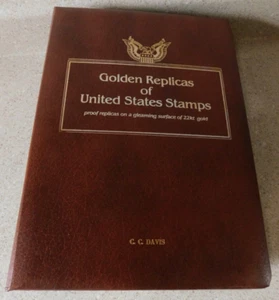 Golden Replicas
of
United States Stamps
proof replicas on a gleaming surface of 22kt gold
C. C. DAVIS